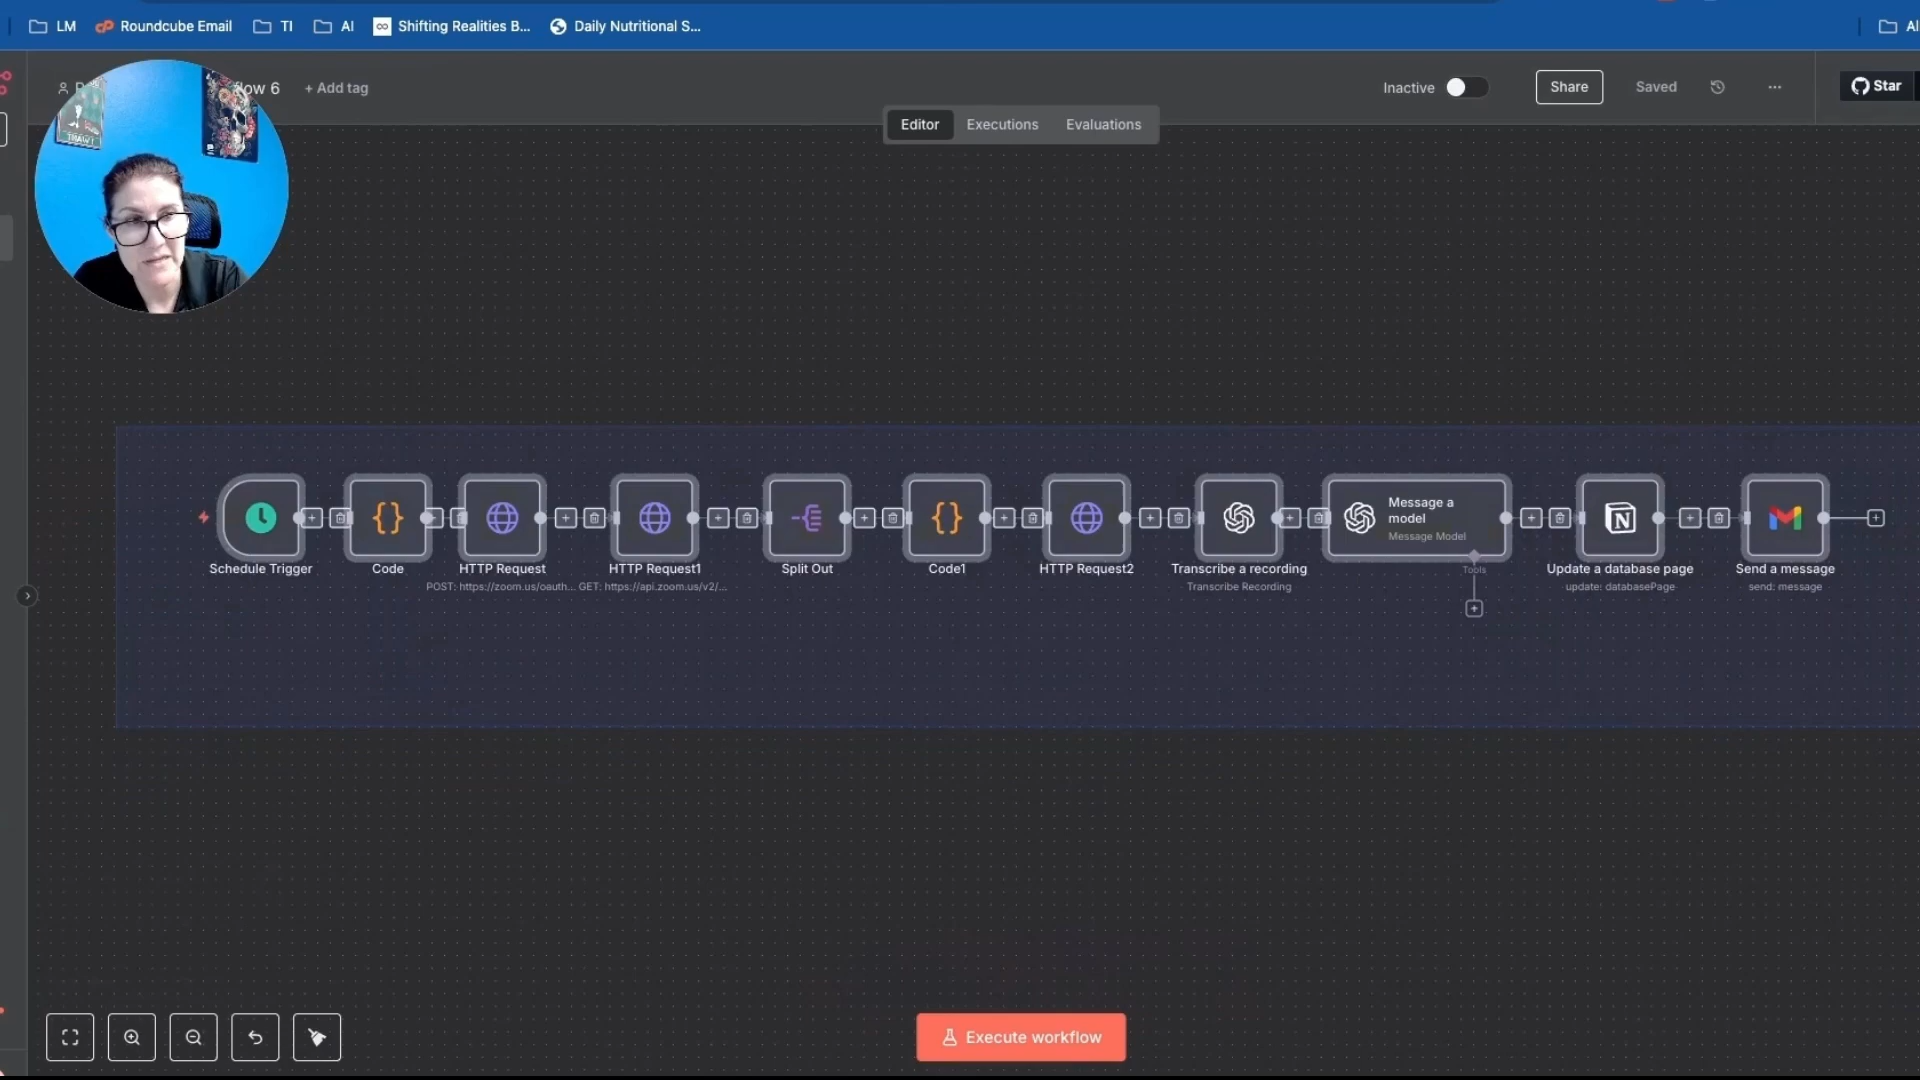 LM
Roundcube Email
TI
AI
Shifting Realities B...
Daily Nutritional S...
low 6
+ Add tag
Inactive
Share
Saved
Star
Editor
Executions
Evaluations
Message a
model
Message Model
Tools
Schedule Trigger
Code
HTTP Request
POST: https://zoom.us/oauth...
HTTP Request1
GET: https://api.zoom.us/v2/...
Split Out
Code1
HTTP Request2
Transcribe a recording
Transcribe Recording
Update a database page
update: databasePage
Send a message
send: message
Execute workflow